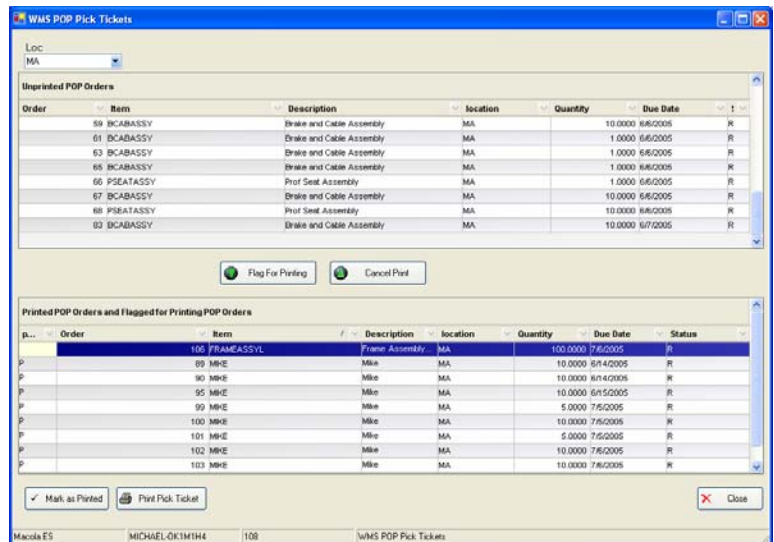 WMS POP Pick Tickets
Loc
MA
Unprinted POP Orders
Order Item Description location Quantity Due Date
59 BCABASSY Brake and Cable Assembly MA 10.0000 6/6/2005 R
61 BCABASSY Brake and Cable Assembly MA 1.0000 6/6/2005 R
63 BCABASSY Brake and Cable Assembly MA 1.0000 6/6/2005 R
65 BCABASSY Brake and Cable Assembly MA 1.0000 6/6/2005 R
66 PSEATASSY Prof Seat Assembly MA 1.0000 6/6/2005 R
67 BCABASSY Brake and Cable Assembly MA 10.0000 6/6/2005 R
68 PSEATASSY Prof Seat Assembly MA 10.0000 6/6/2005 R
83 BCABASSY Brake and Cable Assembly MA 10.0000 6/7/2005 R
Flag For Printing Cancel Print
Printed POP Orders and Flagged for Printing POP Orders
p... Order Item Description location Quantity Due Date Status
106 FRAMEASSYL Frame Assembly... MA 100.0000 7/6/2005 R
P 89 MIKE Mike MA 10.0000 6/14/2005 R
P 90 MIKE Mike MA 10.0000 6/14/2005 R
P 95 MIKE Mike MA 10.0000 6/15/2005 R
P 99 MIKE Mike MA 5.0000 7/5/2005 R
P 100 MIKE Mike MA 10.0000 7/5/2005 R
P 101 MIKE Mike MA 5.0000 7/5/2005 R
P 102 MIKE Mike MA 10.0000 7/6/2005 R
P 103 MIKE Mike MA 10.0000 7/6/2005 R
Mark as Printed Print Pick Ticket Close
Macola ES MICHAEL-OK1M1H4 108 WMS POP Pick Tickets